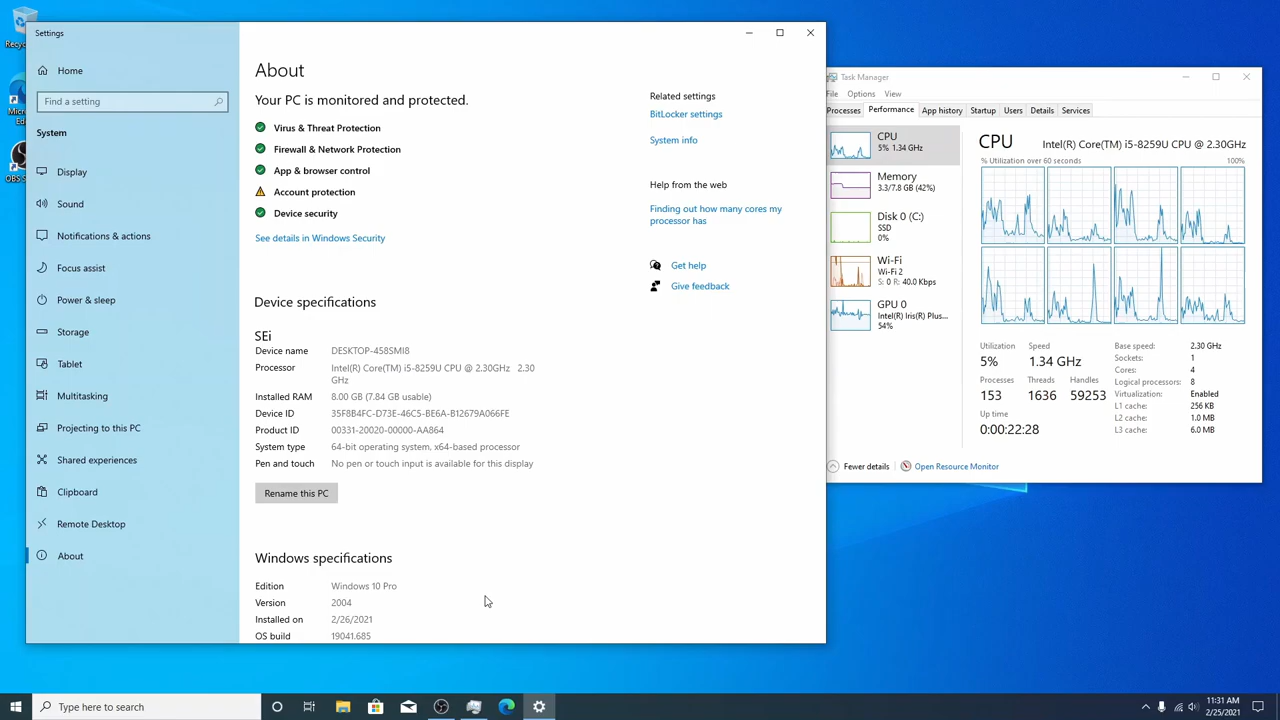 Settings
Home
Find a setting
System
Display
Sound
Notifications & actions
Focus assist
Power & sleep
Storage
Tablet
Multitasking
Projecting to this PC
Shared experiences
Clipboard
Remote Desktop
About
About
Your PC is monitored and protected.
Virus & Threat Protection
Firewall & Network Protection
App & browser control
Account protection
Device security
See details in Windows Security
Device specifications
SEi
Device name DESKTOP-458SMI8
Processor Intel(R) Core(TM) i5-8259U CPU @ 2.30GHz 2.30
GHz
Installed RAM 8.00 GB (7.84 GB usable)
Device ID 35F8B4FC-D73E-46C5-BE6A-B12679A066FE
Product ID 00331-20020-00000-AA864
System type 64-bit operating system, x64-based processor
Pen and touch No pen or touch input is available for this display
Rename this PC
Windows specifications
Edition Windows 10 Pro
Version 2004
Installed on 2/26/2021
OS build 19041.685
Related settings
BitLocker settings
System info
Help from the web
Finding out how many cores my
processor has
Get help
Give feedback
Task Manager
File Options View
Processes Performance App history Startup Users Details Services
CPU
5% 1.34 GHz
Memory
3.3/7.8 GB (42%)
Disk 0 (C:)
SSD
0%
Wi-Fi
Wi-Fi 2
S: 0 R: 40.0 Kbps
GPU 0
Intel(R) Iris(R) Plus...
54%
CPU Intel(R) Core(TM) i5-8259U CPU @ 2.30GHz
% Utilization over 60 seconds 100%
Utilization Speed
5% 1.34 GHz
Processes Threads Handles
153 1636 59253
Up time
0:00:22:28
Base speed: 2.30 GHz
Sockets: 1
Cores: 4
Logical processors: 8
Virtualization: Enabled
L1 cache: 256 KB
L2 cache: 1.0 MB
L3 cache: 6.0 MB
Fewer details Open Resource Monitor
Type here to search
11:31 AM
2/25/2021